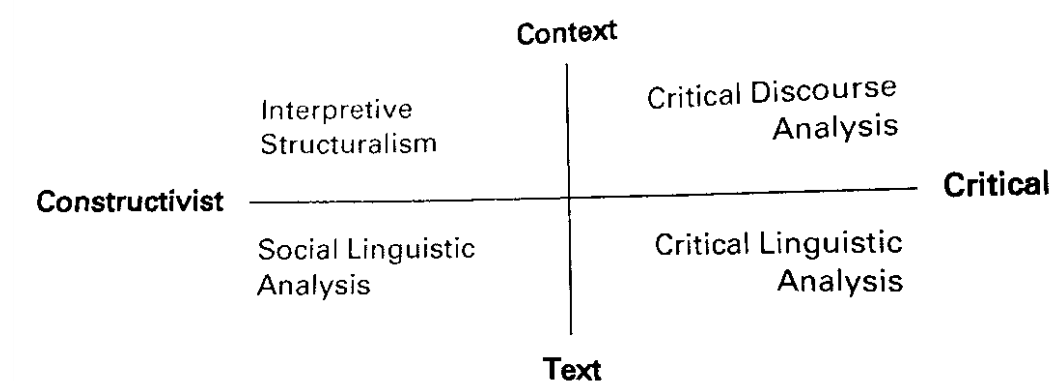 Context
Interpretive
Structuralism
Critical Discourse
Analysis
Constructivist
Critical
Social Linguistic
Analysis
Critical Linguistic
Analysis
Text